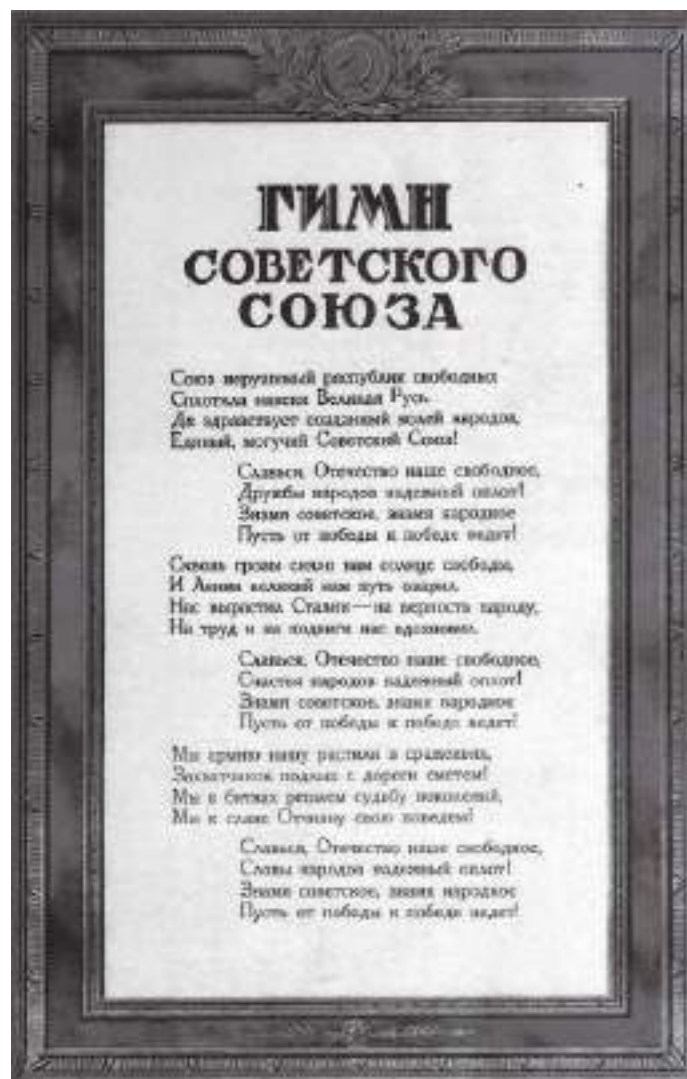 ГИМН
СОВЕТСКОГО
СОЮЗА
Союз нерушимый республик свободных
Сплотила навеки Великая Русь.
Да здравствует созданный волей народов,
Единый, могучий Советский Союз!
Славься, Отечество наше свободное,
Дружбы народов надежный оплот!
Знамя советское, знамя народное
Пусть от победы к победе ведет!
Сквозь грозы сияло нам солнце свободы,
И Ленин великий нам путь озарил.
Нас вырастил Сталин — на верность народу,
На труд и на подвиги нас вдохновил.
Славься, Отечество наше свободное,
Счастья народов надежный оплот!
Знамя советское, знамя народное
Пусть от победы к победе ведет!
Мы армию нашу растили в сраженьях,
Захватчиков подлых с дороги сметем!
Мы в битвах решаем судьбу поколений,
Мы к славе Отчизну свою поведем!
Славься, Отечество наше свободное,
Славы народов надежный оплот!
Знамя советское, знамя народное
Пусть от победы к победе ведет!